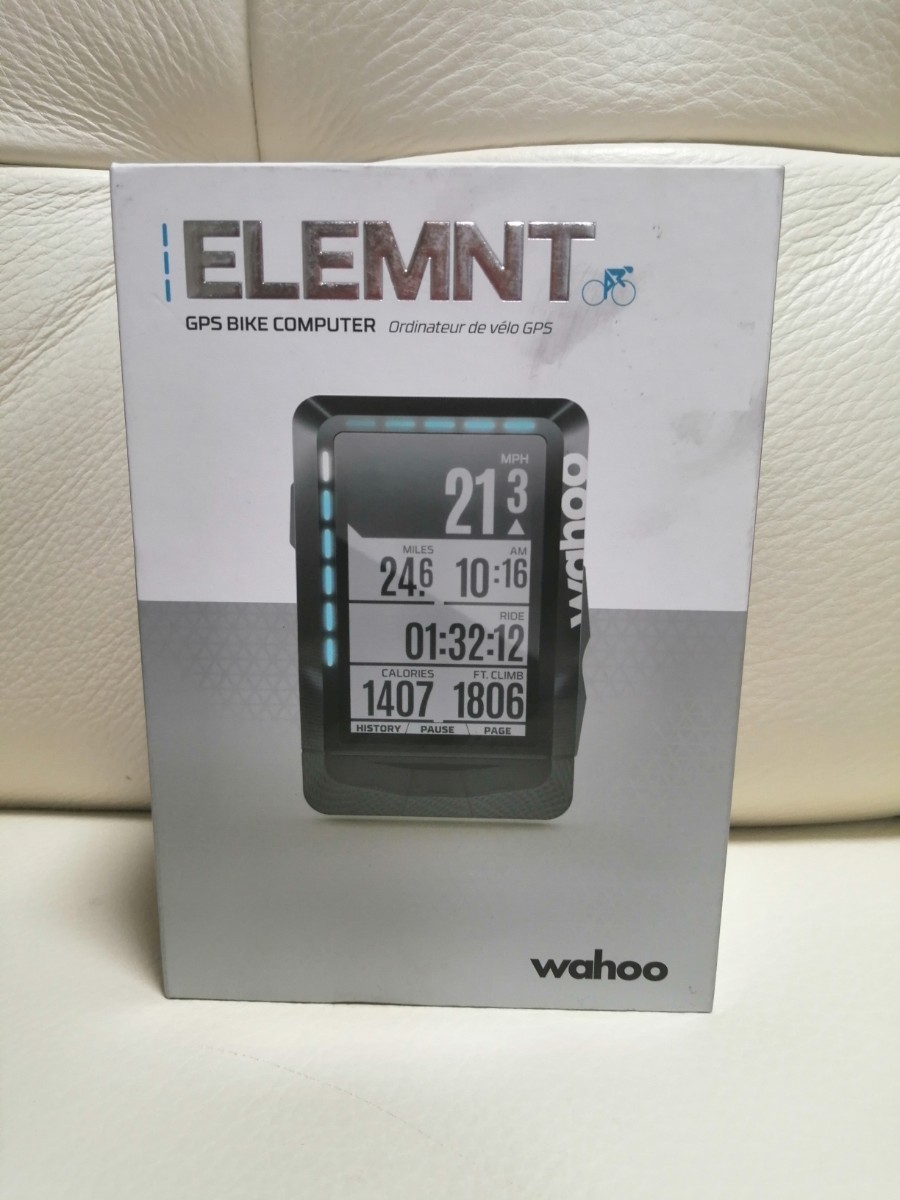 ELEMNT
GPS BIKE COMPUTER Ordinateur de vélo GPS
MPH
21.3
wahoo
MILES AM
24.6 10:16
RIDE
01:32:12
CALORIES FT. CLIMB
1407 1806
HISTORY / PAUSE \ PAGE
wahoo